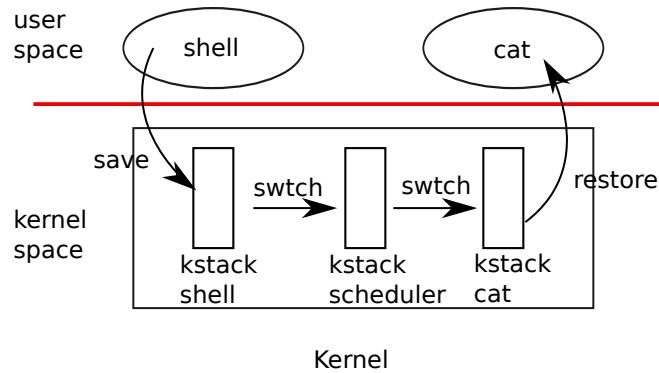 user
space
shell
cat
save
swtch
swtch
restore
kernel
space
kstack
shell
kstack
scheduler
kstack
cat
Kernel